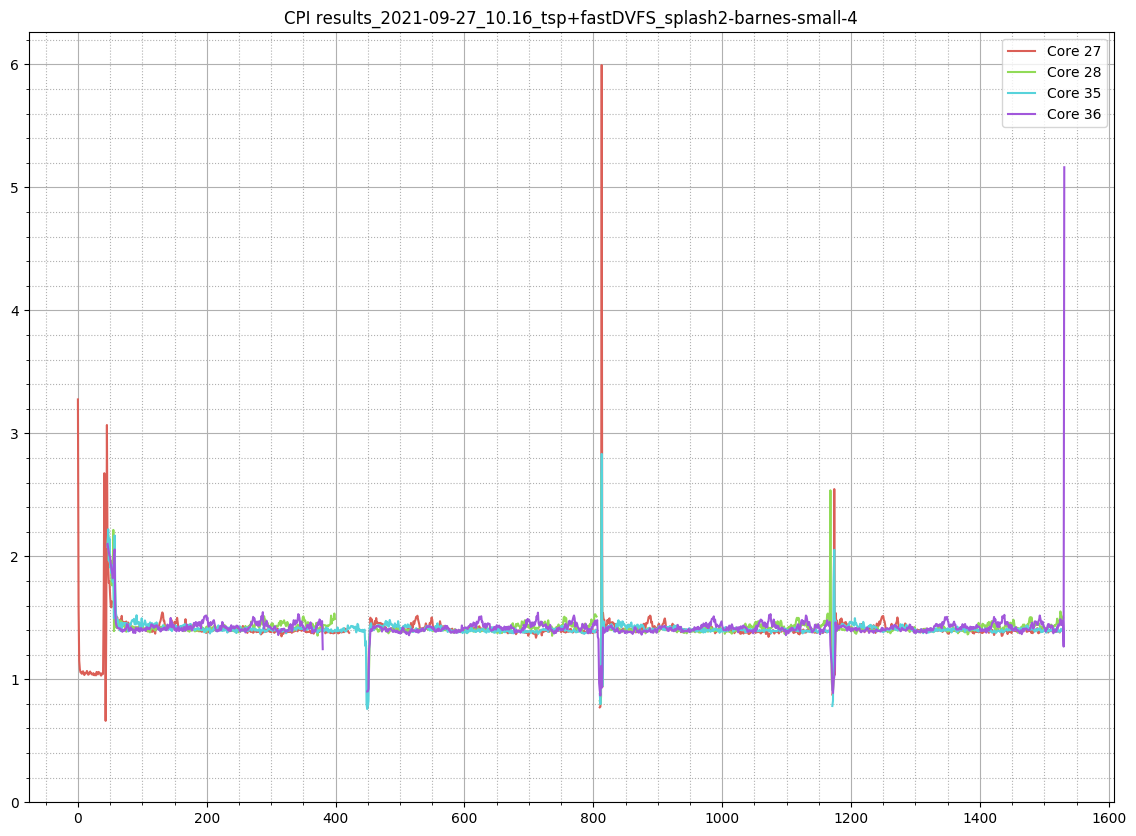 CPI results_2021-09-27_10.16_tsp+fastDVFS_splash2-barnes-small-4
Core 27
Core 28
Core 35
Core 36
6
5
4
3
2
1
0
0 200 400 600 800 1000 1200 1400 1600